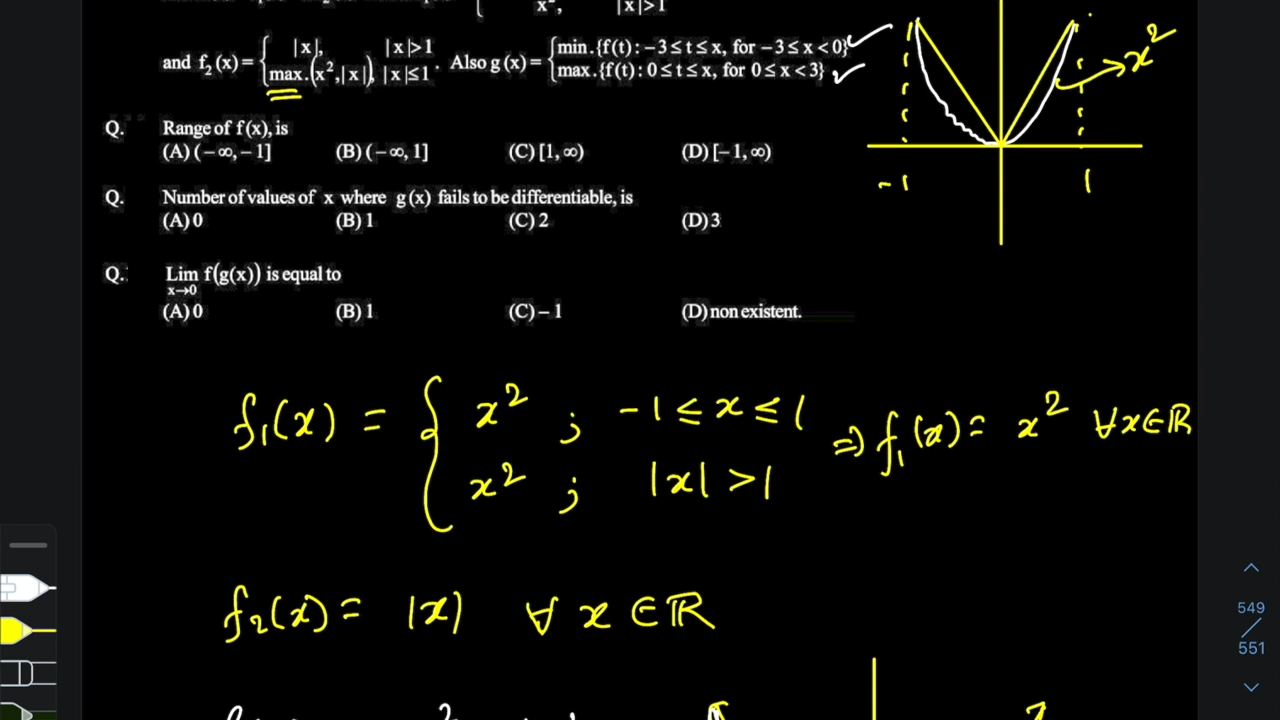 x², |x|>1
and f₂(x) = { |x|, |x|>1
max.(x²,|x|), |x|≤1 . Also g(x) = { min.{f(t) : −3 ≤ t ≤ x, for −3 ≤ x < 0}
max.{f(t) : 0 ≤ t ≤ x, for 0 ≤ x < 3}
x²
-1 1
Q. Range of f(x), is
(A) (−∞, −1] (B) (−∞, 1] (C) [1, ∞) (D) [−1, ∞)
Q. Number of values of x where g(x) fails to be differentiable, is
(A) 0 (B) 1 (C) 2 (D) 3
Q. Lim x→0 f(g(x)) is equal to
(A) 0 (B) 1 (C) – 1 (D) non existent.
f₁(x) = { x² ; -1 ≤ x ≤ 1
x² ; |x| > 1
⇒ f₁(x) = x² ∀ x ∈ ℝ
f₂(x) = |x| ∀ x ∈ ℝ
549
551